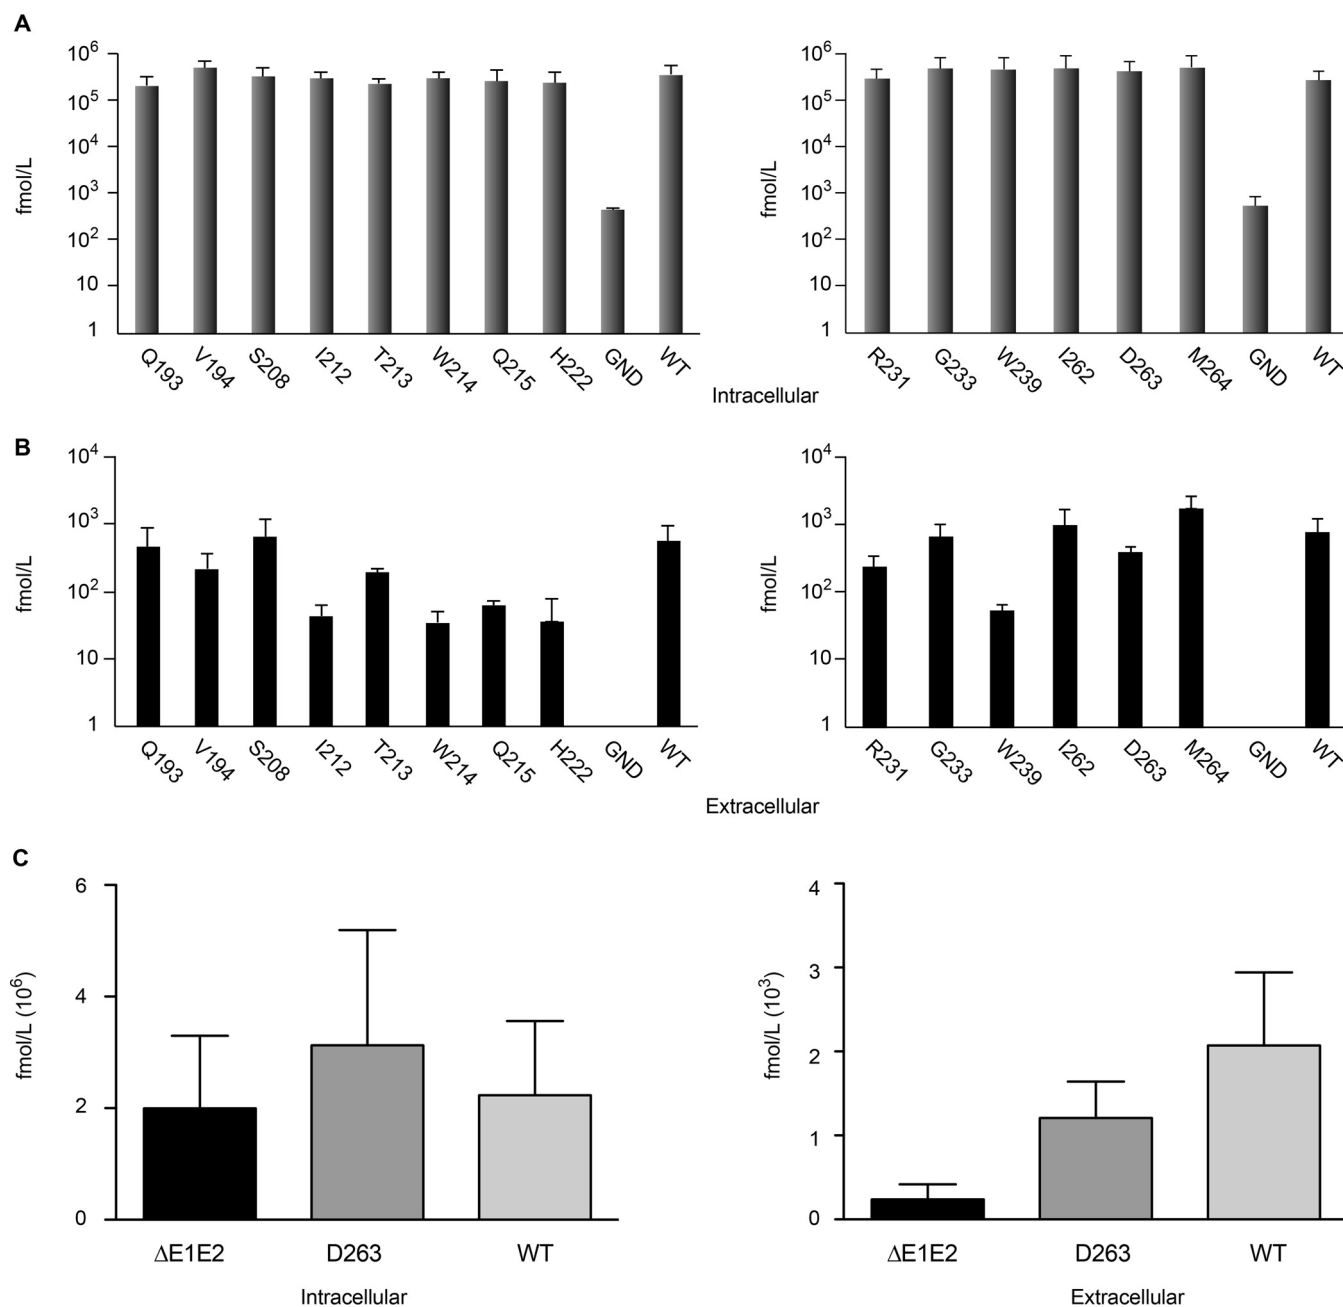 A
fmol/L
10⁶
10⁵
10⁴
10³
10²
10
1
Q193 V194 S208 I212 T213 W214 Q215 H222 GND WT
fmol/L
10⁶
10⁵
10⁴
10³
10²
10
1
R231 G233 W239 I262 D263 M264 GND WT
Intracellular
B
fmol/L
10⁴
10³
10²
10
1
Q193 V194 S208 I212 T213 W214 Q215 H222 GND WT
fmol/L
10⁴
10³
10²
10
1
R231 G233 W239 I262 D263 M264 GND WT
Extracellular
C
fmol/L (10⁶)
6
4
2
0
ΔE1E2 D263 WT
Intracellular
fmol/L (10³)
4
3
2
1
0
ΔE1E2 D263 WT
Extracellular